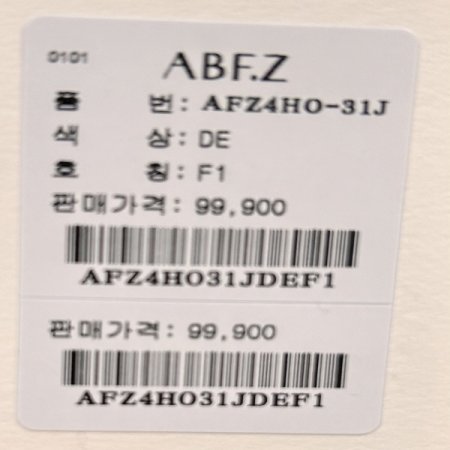 0101
ABF.Z
품 번: AFZ4HO-31J
색 상: DE
호 칭: F1
판매가격: 99,900
AFZ4HO31JDEF1
판매가격: 99,900
AFZ4HO31JDEF1